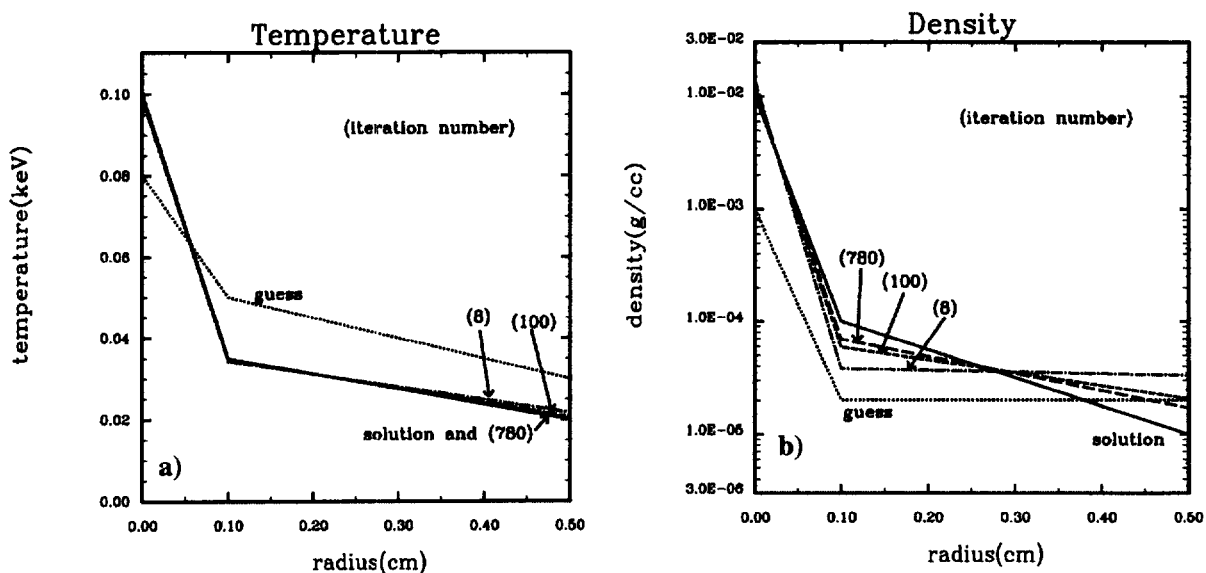 Temperature
0.10
0.08
0.06
0.04
0.02
0.00
temperature(keV)
(iteration number)
guess
(8)
(100)
solution and (780)
a)
0.00 0.10 0.20 0.30 0.40 0.50
radius(cm)
Density
3.0E-02
1.0E-02
1.0E-03
1.0E-04
1.0E-05
3.0E-06
density(g/cc)
(iteration number)
(780)
(100)
(8)
guess
solution
b)
0.00 0.10 0.20 0.30 0.40 0.50
radius(cm)